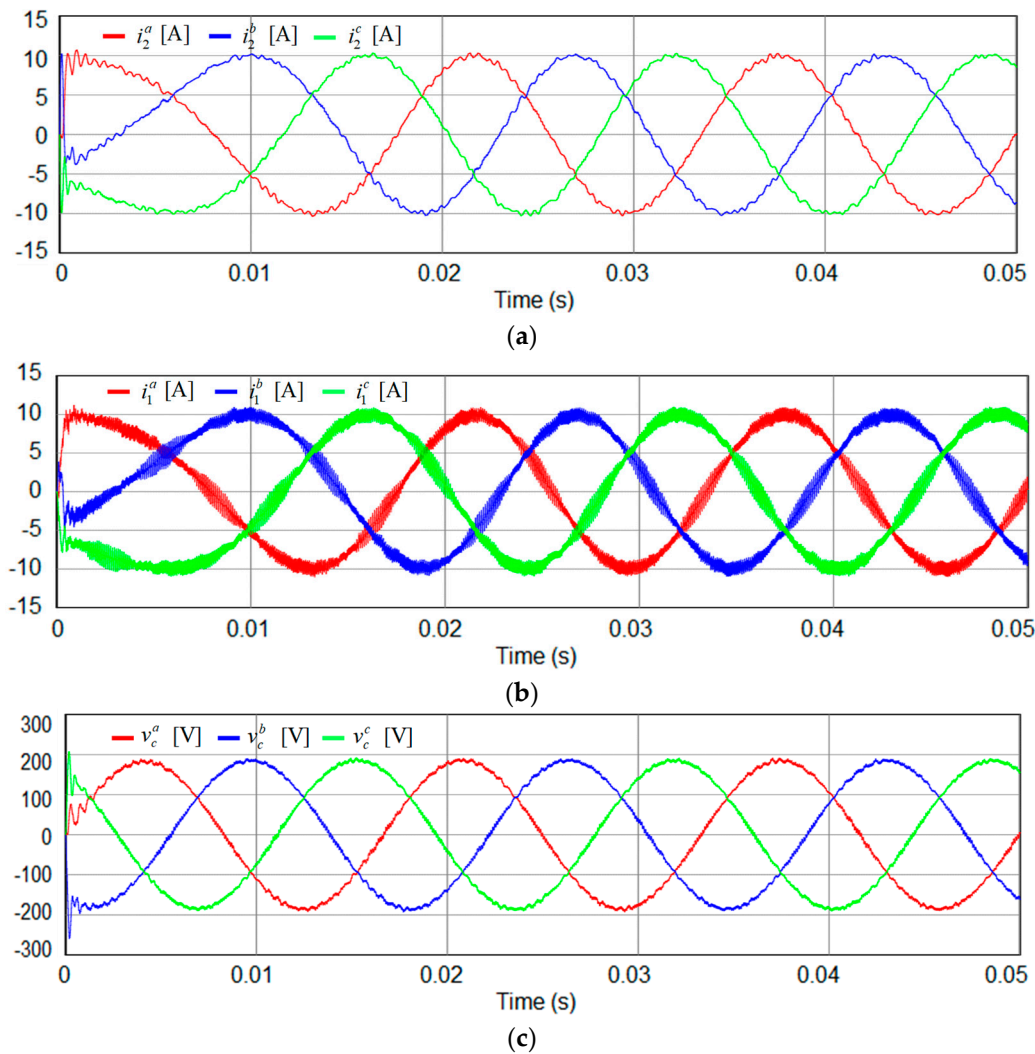 i₂ᵃ [A] i₂ᵇ [A] i₂ᶜ [A]
15
10
5
0
-5
-10
-15
0 0.01 0.02 0.03 0.04 0.05
Time (s)
(a)
i₁ᵃ [A] i₁ᵇ [A] i₁ᶜ [A]
15
10
5
0
-5
-10
-15
0 0.01 0.02 0.03 0.04 0.05
Time (s)
(b)
v_cᵃ [V] v_cᵇ [V] v_cᶜ [V]
300
200
100
0
-100
-200
-300
0 0.01 0.02 0.03 0.04 0.05
Time (s)
(c)